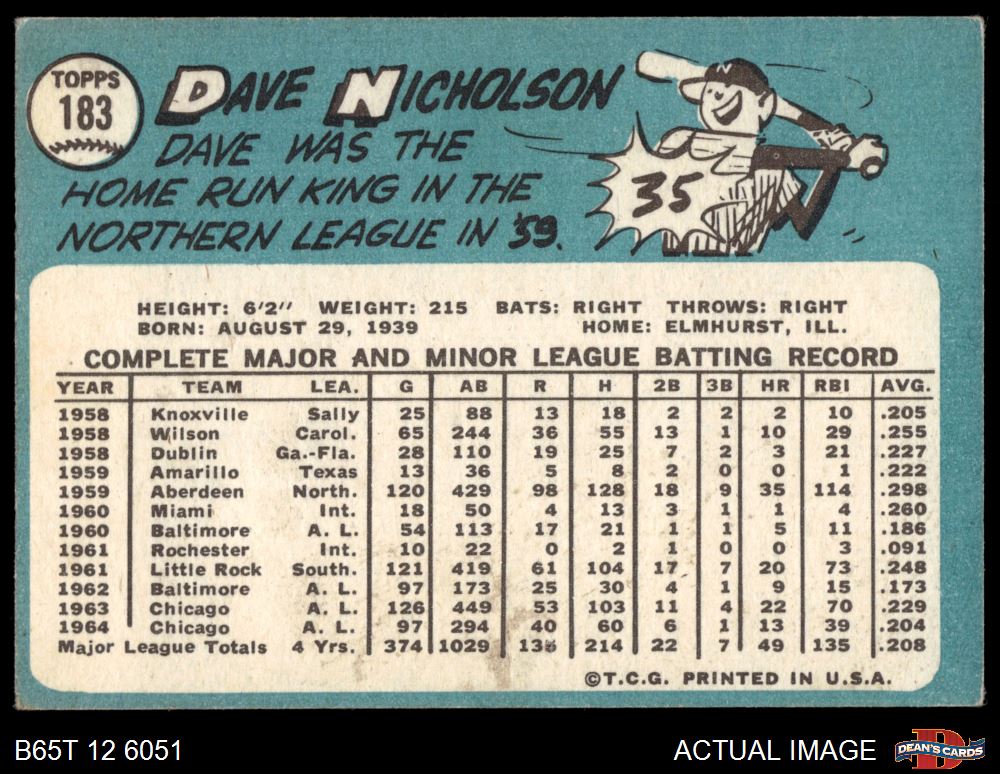 TOPPS
183
DAVE NICHOLSON
DAVE WAS THE
HOME RUN KING IN THE
NORTHERN LEAGUE IN '59.
35
HEIGHT: 6'2" WEIGHT: 215 BATS: RIGHT THROWS: RIGHT
BORN: AUGUST 29, 1939 HOME: ELMHURST, ILL.
COMPLETE MAJOR AND MINOR LEAGUE BATTING RECORD
YEAR TEAM LEA. G AB R H 2B 3B HR RBI AVG.
1958 Knoxville Sally 25 88 13 18 2 2 2 10 .205
1958 Wilson Carol. 65 244 36 55 13 1 10 29 .255
1958 Dublin Ga.-Fla. 28 110 19 25 7 2 3 21 .227
1959 Amarillo Texas 13 36 5 8 2 0 0 1 .222
1959 Aberdeen North. 120 429 98 128 18 9 35 114 .298
1960 Miami Int. 18 50 4 13 3 1 1 4 .260
1960 Baltimore A. L. 54 113 17 21 1 1 5 11 .186
1961 Rochester Int. 10 22 0 2 1 0 0 3 .091
1961 Little Rock South. 121 419 61 104 17 7 20 73 .248
1962 Baltimore A. L. 97 173 25 30 4 1 9 15 .173
1963 Chicago A. L. 126 449 53 103 11 4 22 70 .229
1964 Chicago A. L. 97 294 40 60 6 1 13 39 .204
Major League Totals 4 Yrs. 374 1029 214 22 7 49 135 .208
©T.C.G. PRINTED IN U.S.A.
B65T 12 6051
ACTUAL IMAGE
D
DEAN'S CARDS